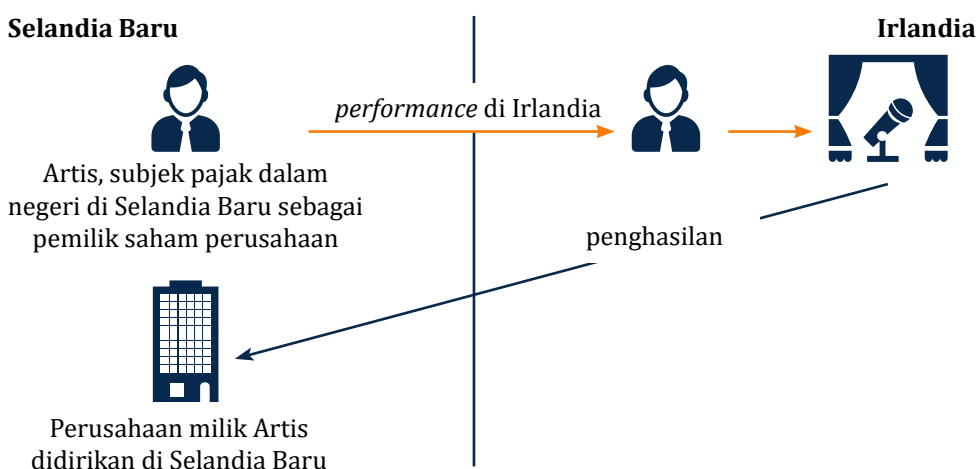 Selandia Baru
Irlandia
performance di Irlandia
Artis, subjek pajak dalam
negeri di Selandia Baru sebagai
pemilik saham perusahaan
penghasilan
Perusahaan milik Artis
didirikan di Selandia Baru